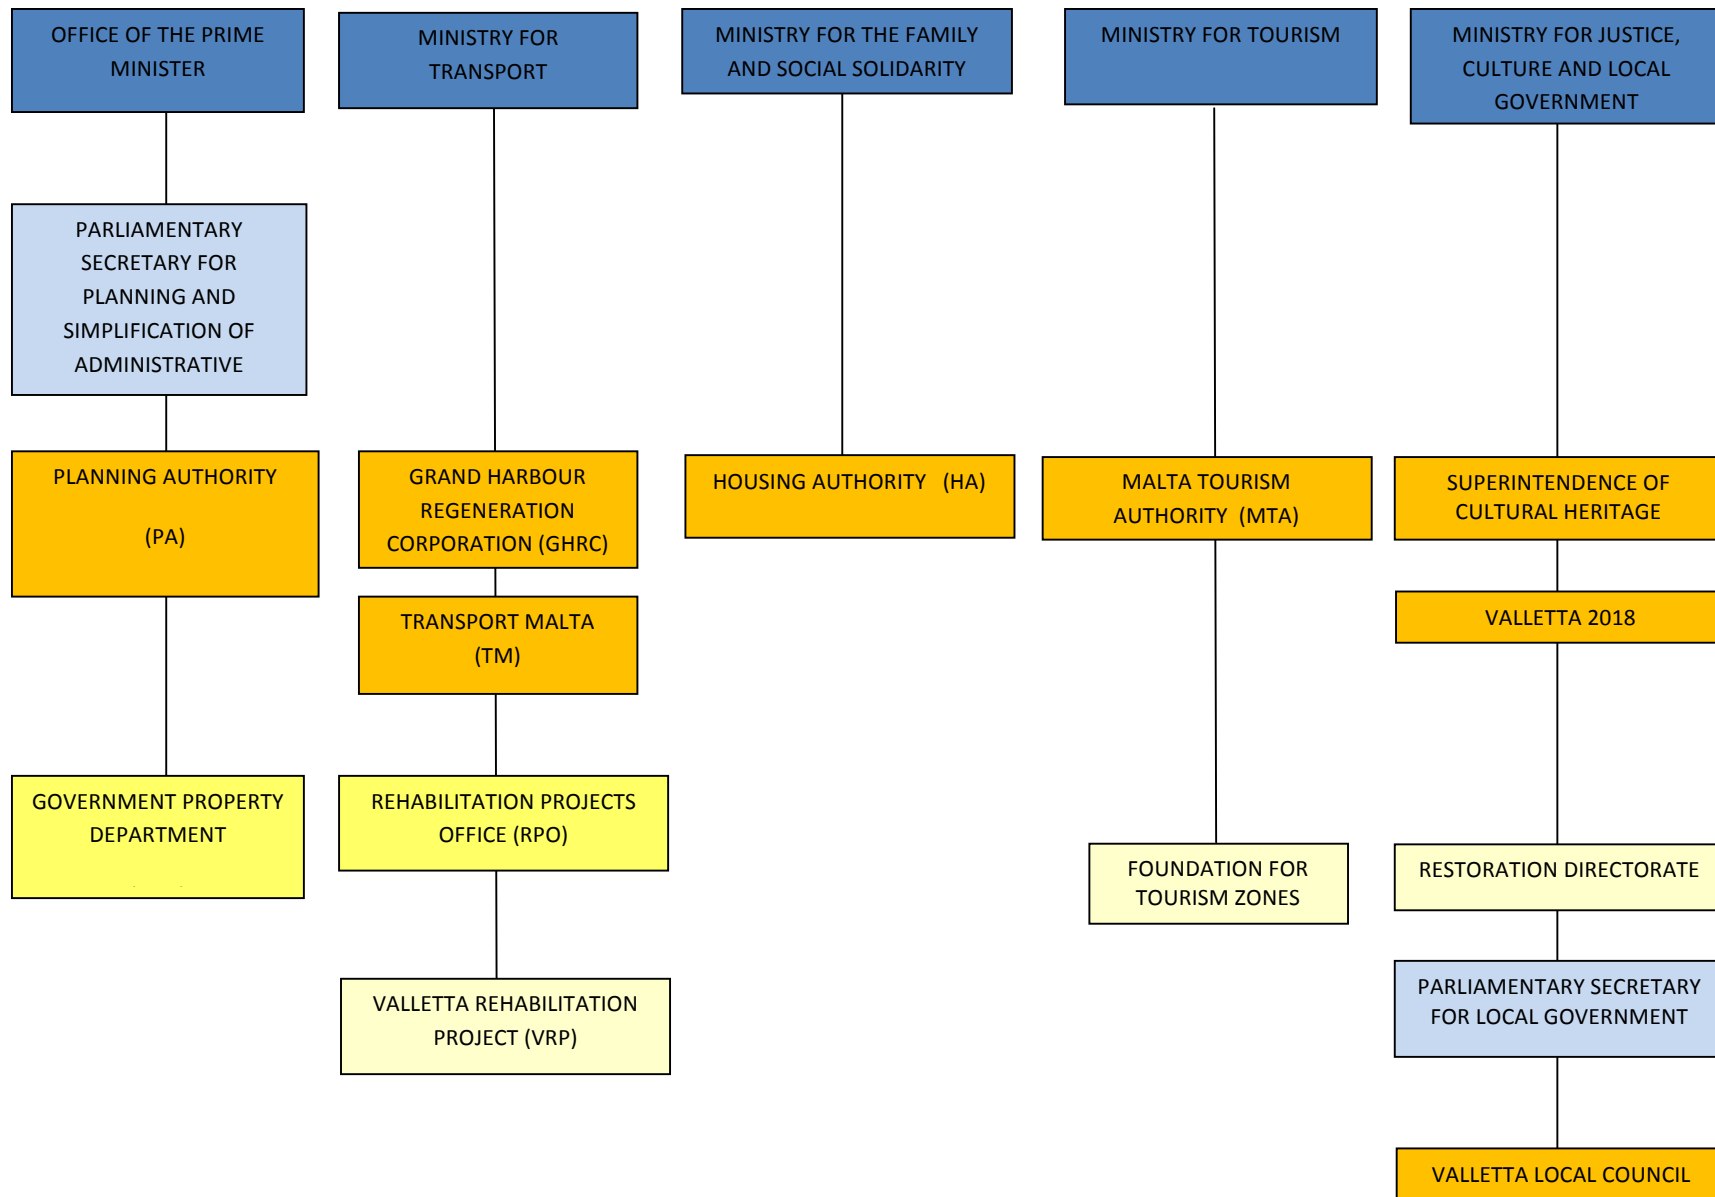 OFFICE OF THE PRIME
MINISTER
PARLIAMENTARY
SECRETARY FOR
PLANNING AND
SIMPLIFICATION OF
ADMINISTRATIVE
PLANNING AUTHORITY
(PA)
GOVERNMENT PROPERTY
DEPARTMENT
MINISTRY FOR
TRANSPORT
GRAND HARBOUR
REGENERATION
CORPORATION (GHRC)
TRANSPORT MALTA
(TM)
REHABILITATION PROJECTS
OFFICE (RPO)
VALLETTA REHABILITATION
PROJECT (VRP)
MINISTRY FOR THE FAMILY
AND SOCIAL SOLIDARITY
HOUSING AUTHORITY (HA)
MINISTRY FOR TOURISM
MALTA TOURISM
AUTHORITY (MTA)
FOUNDATION FOR
TOURISM ZONES
MINISTRY FOR JUSTICE,
CULTURE AND LOCAL
GOVERNMENT
SUPERINTENDENCE OF
CULTURAL HERITAGE
VALLETTA 2018
RESTORATION DIRECTORATE
PARLIAMENTARY SECRETARY
FOR LOCAL GOVERNMENT
VALLETTA LOCAL COUNCIL